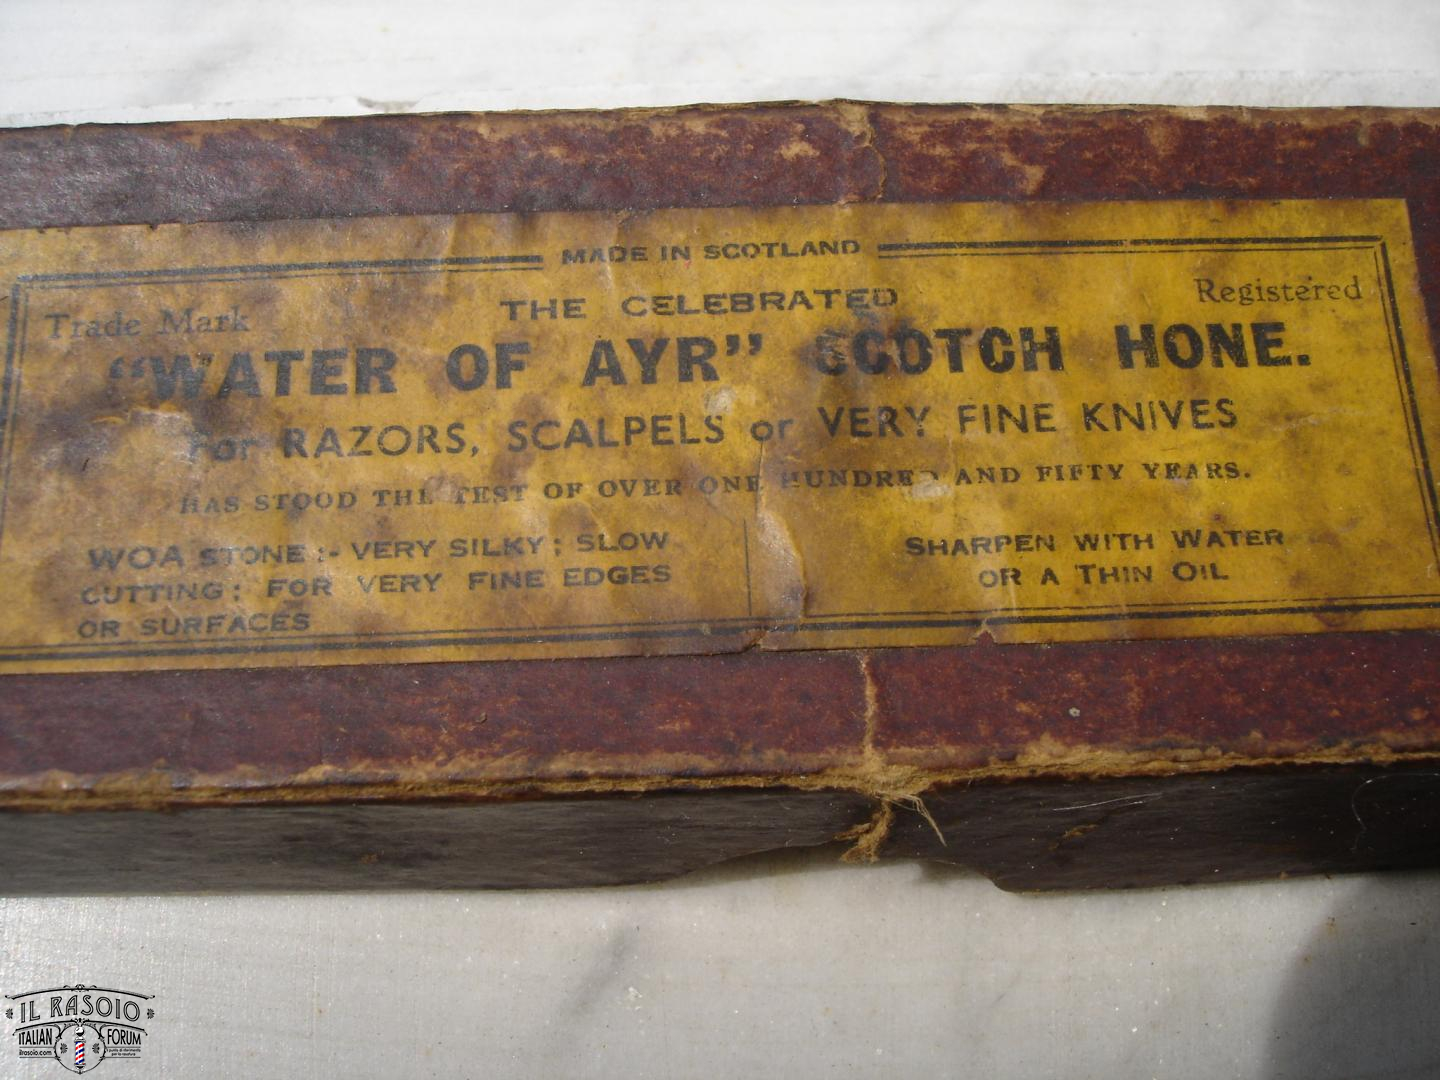 MADE IN SCOTLAND
Trade Mark
THE CELEBRATED
Registered
"WATER OF AYR" SCOTCH HONE.
For RAZORS, SCALPELS or VERY FINE KNIVES
HAS STOOD THE TEST OF OVER ONE HUNDRED AND FIFTY YEARS.
WOA STONE:- VERY SILKY; SLOW
CUTTING; FOR VERY FINE EDGES
OR SURFACES
SHARPEN WITH WATER
OR A THIN OIL
IL RASOIO
ITALIAN FORUM
ilrasoio.com